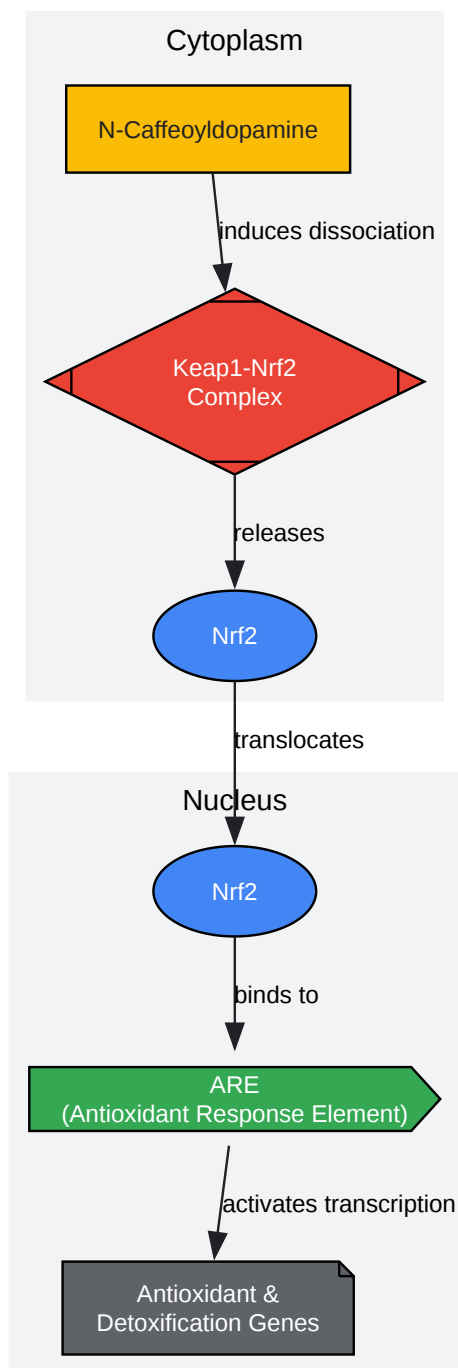 Cytoplasm
N-Caffeoyldopamine
induces dissociation
Keap1-Nrf2
Complex
releases
Nrf2
translocates
Nucleus
Nrf2
binds to
ARE
(Antioxidant Response Element)
activates transcription
Antioxidant &
Detoxification Genes